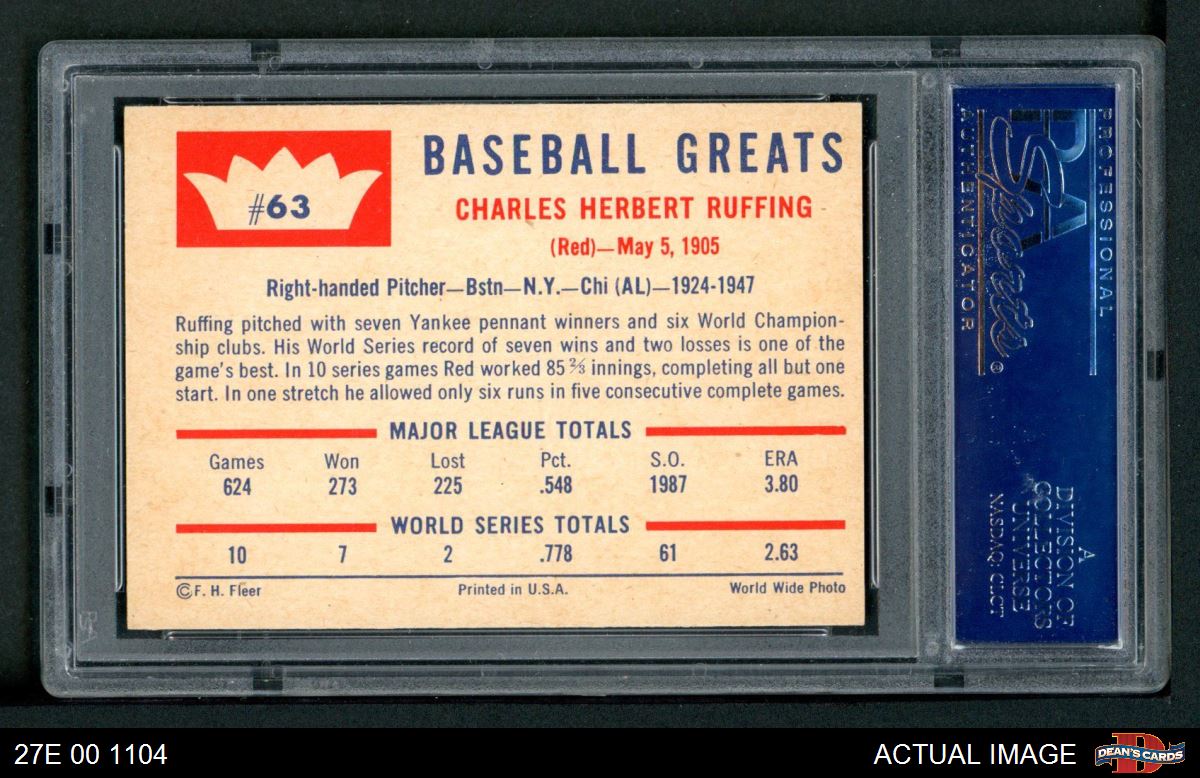 #63
BASEBALL GREATS
CHARLES HERBERT RUFFING
(Red)—May 5, 1905
Right-handed Pitcher—Bstn—N.Y.—Chi (AL)—1924-1947
Ruffing pitched with seven Yankee pennant winners and six World Champion-
ship clubs. His World Series record of seven wins and two losses is one of the
game's best. In 10 series games Red worked 85 ⅔ innings, completing all but one
start. In one stretch he allowed only six runs in five consecutive complete games.
MAJOR LEAGUE TOTALS
Games Won Lost Pct. S.O. ERA
624 273 225 .548 1987 3.80
WORLD SERIES TOTALS
10 7 2 .778 61 2.63
© F. H. Fleer Printed in U.S.A. World Wide Photo
PROFESSIONAL
PSA
Sports®
AUTHENTICATOR
A
DIVISION OF
COLLECTORS
UNIVERSE
NASDAQ: CLCT
27E 00 1104
ACTUAL IMAGE
DEAN'S CARDS